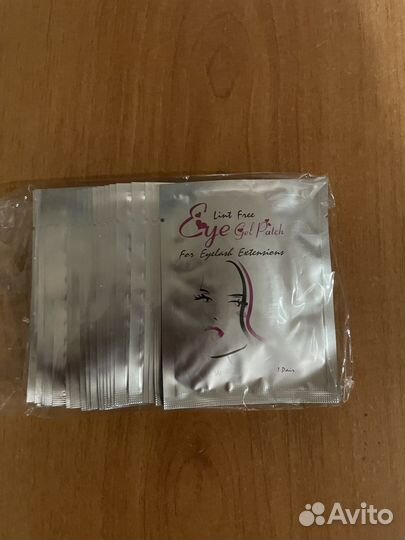 Lint Free
Eye Gel Patch
For Eyelash Extensions
1 Pair
Avito